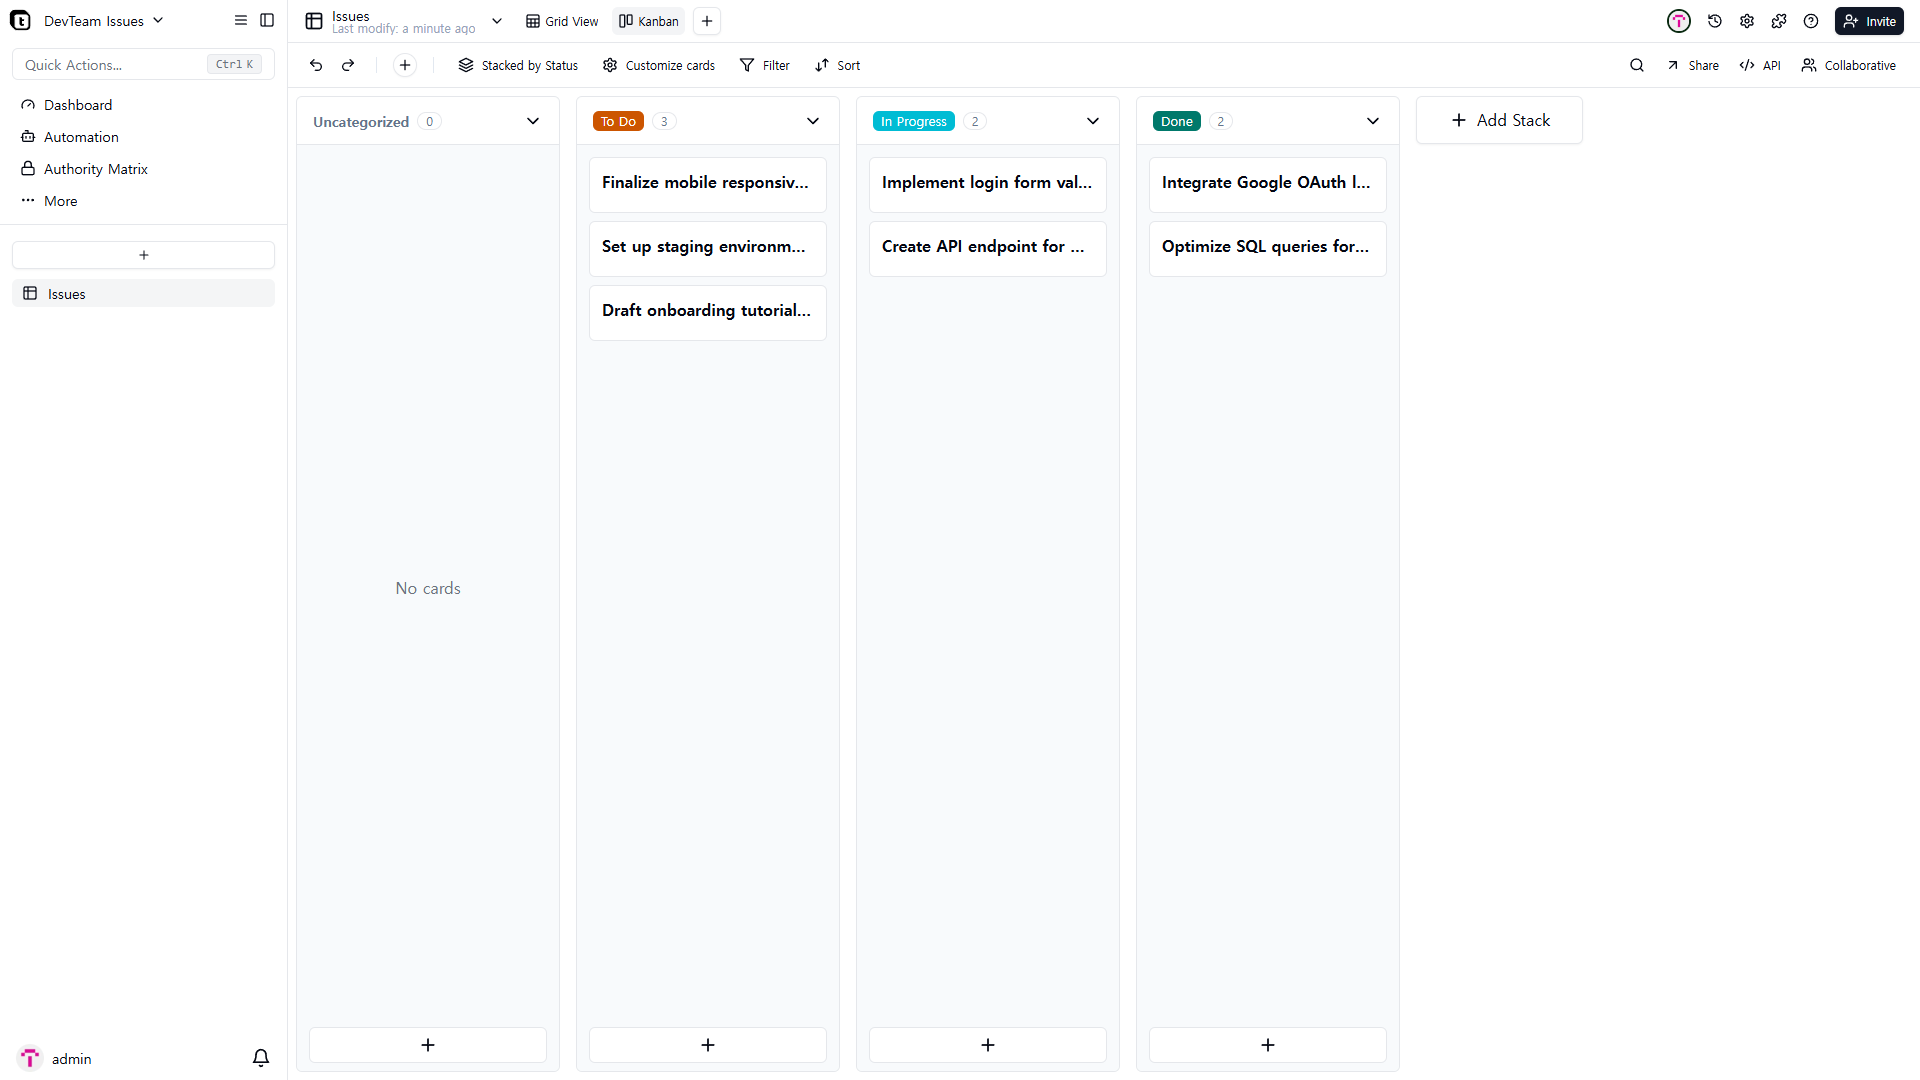 DevTeam Issues
Quick Actions...
Ctrl K
Dashboard
Automation
Authority Matrix
More
Issues
admin
Issues
Last modify: a minute ago
Grid View
Kanban
Invite
Stacked by Status
Customize cards
Filter
Sort
Share
API
Collaborative
Uncategorized 0
No cards
To Do 3
Finalize mobile responsiv...
Set up staging environm...
Draft onboarding tutorial...
In Progress 2
Implement login form val...
Create API endpoint for ...
Done 2
Integrate Google OAuth l...
Optimize SQL queries for...
Add Stack